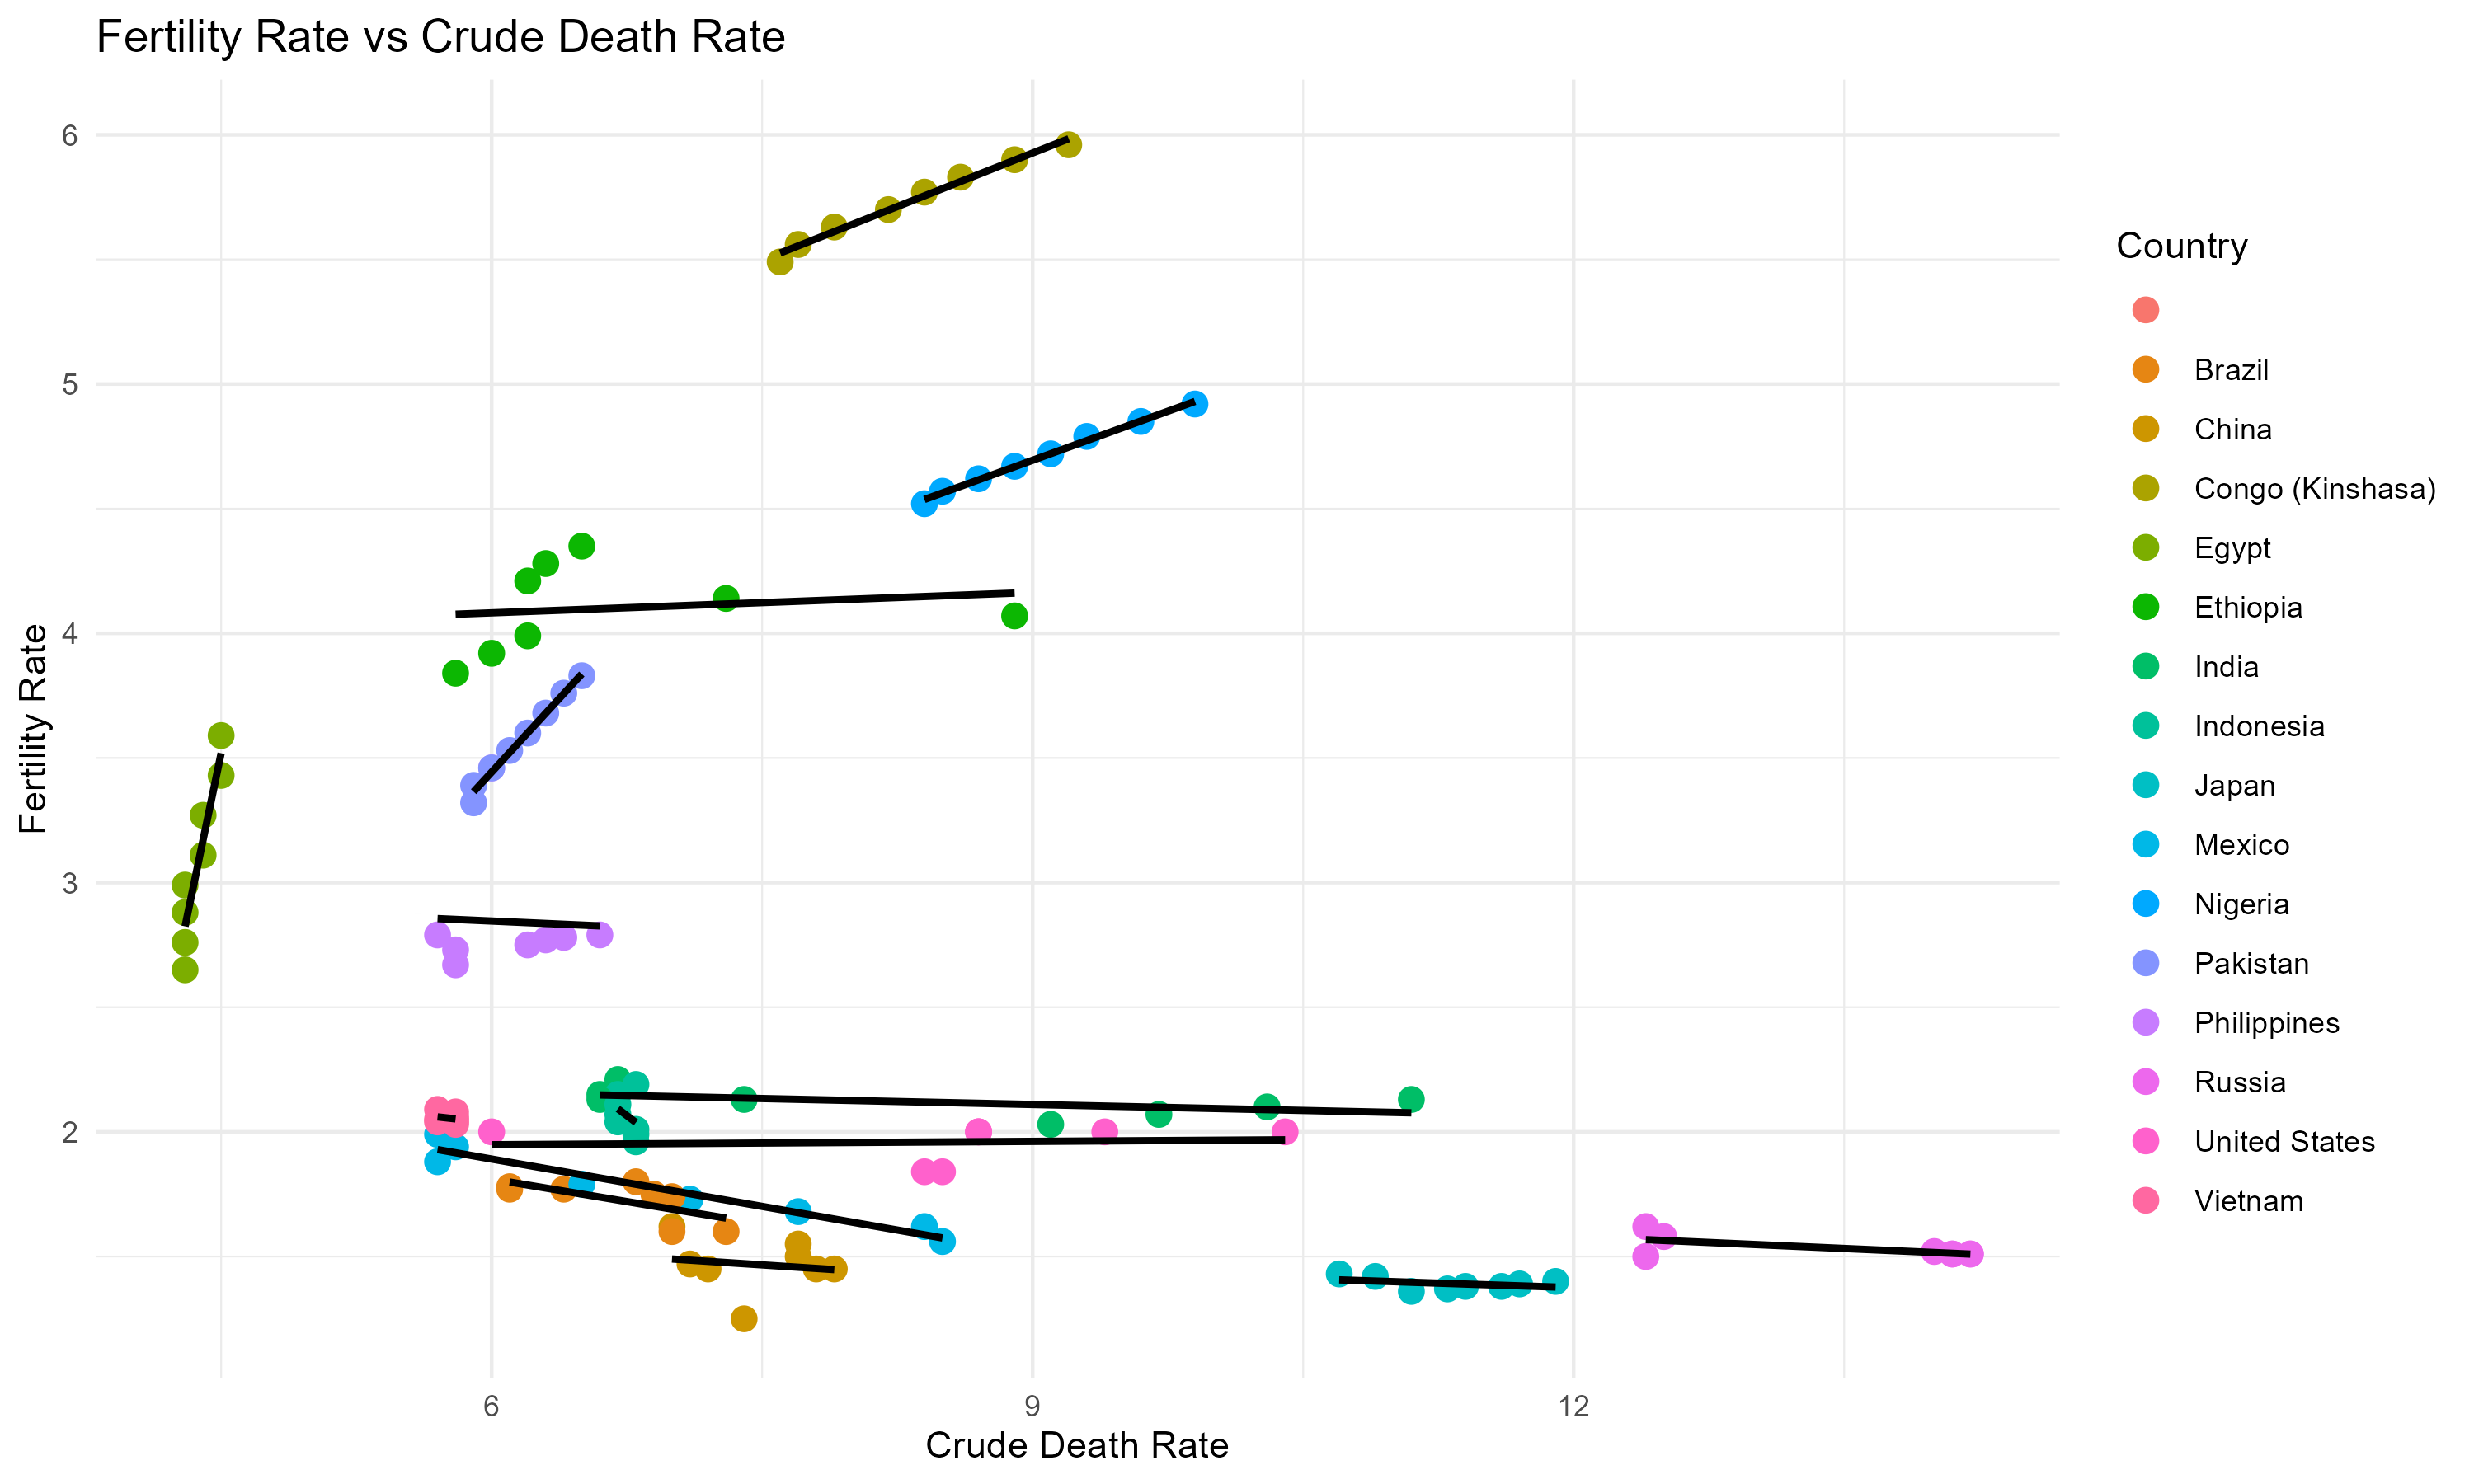 Fertility Rate vs Crude Death Rate
6
5
4
3
2
Fertility Rate
6 9 12
Crude Death Rate
Country
Brazil
China
Congo (Kinshasa)
Egypt
Ethiopia
India
Indonesia
Japan
Mexico
Nigeria
Pakistan
Philippines
Russia
United States
Vietnam